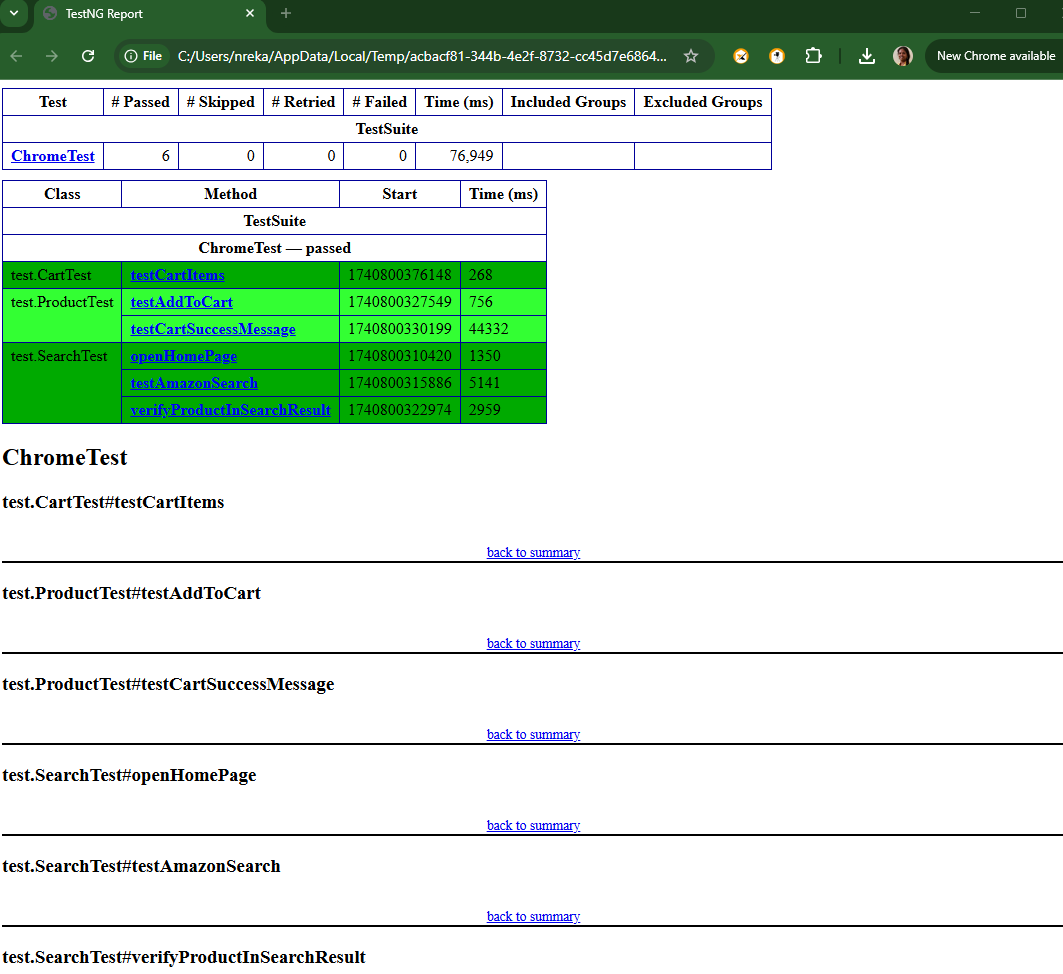 TestNG Report
File C:/Users/nreka/AppData/Local/Temp/acbacf81-344b-4e2f-8732-cc45d7e6864... New Chrome available
Test # Passed # Skipped # Retried # Failed Time (ms) Included Groups Excluded Groups
TestSuite
ChromeTest 6 0 0 0 76,949
Class Method Start Time (ms)
TestSuite
ChromeTest — passed
test.CartTest testCartItems 1740800376148 268
test.ProductTest testAddToCart 1740800327549 756
testCartSuccessMessage 1740800330199 44332
test.SearchTest openHomePage 1740800310420 1350
testAmazonSearch 1740800315886 5141
verifyProductInSearchResult 1740800322974 2959
ChromeTest
test.CartTest#testCartItems
back to summary
test.ProductTest#testAddToCart
back to summary
test.ProductTest#testCartSuccessMessage
back to summary
test.SearchTest#openHomePage
back to summary
test.SearchTest#testAmazonSearch
back to summary
test.SearchTest#verifyProductInSearchResult